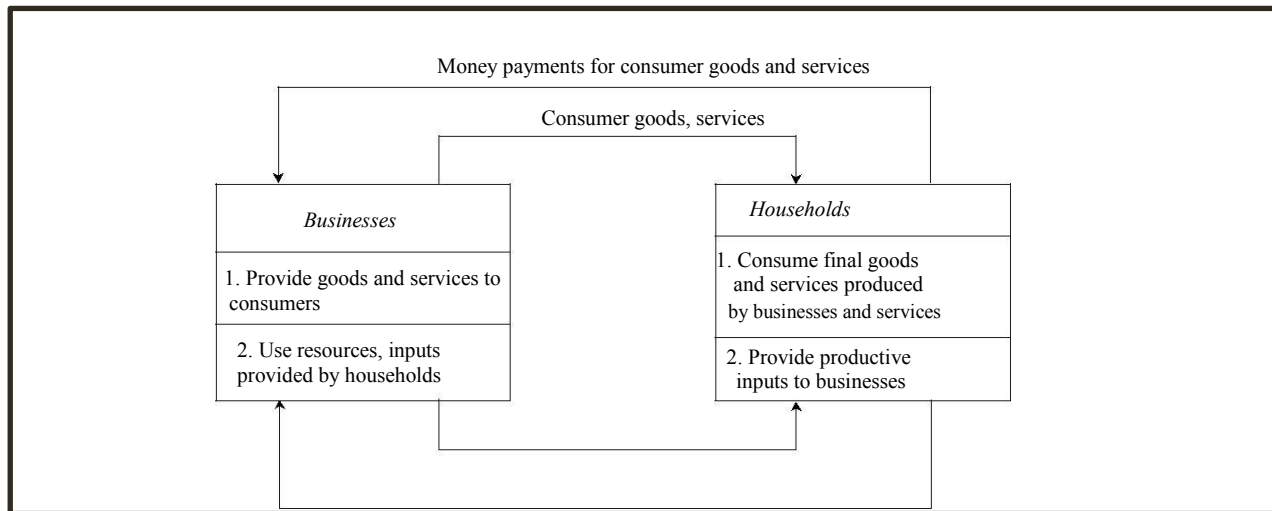 Money payments for consumer goods and services
Consumer goods, services
Businesses
1. Provide goods and services to
consumers
2. Use resources, inputs
provided by households
Households
1. Consume final goods
and services produced
by businesses and services
2. Provide productive
inputs to businesses